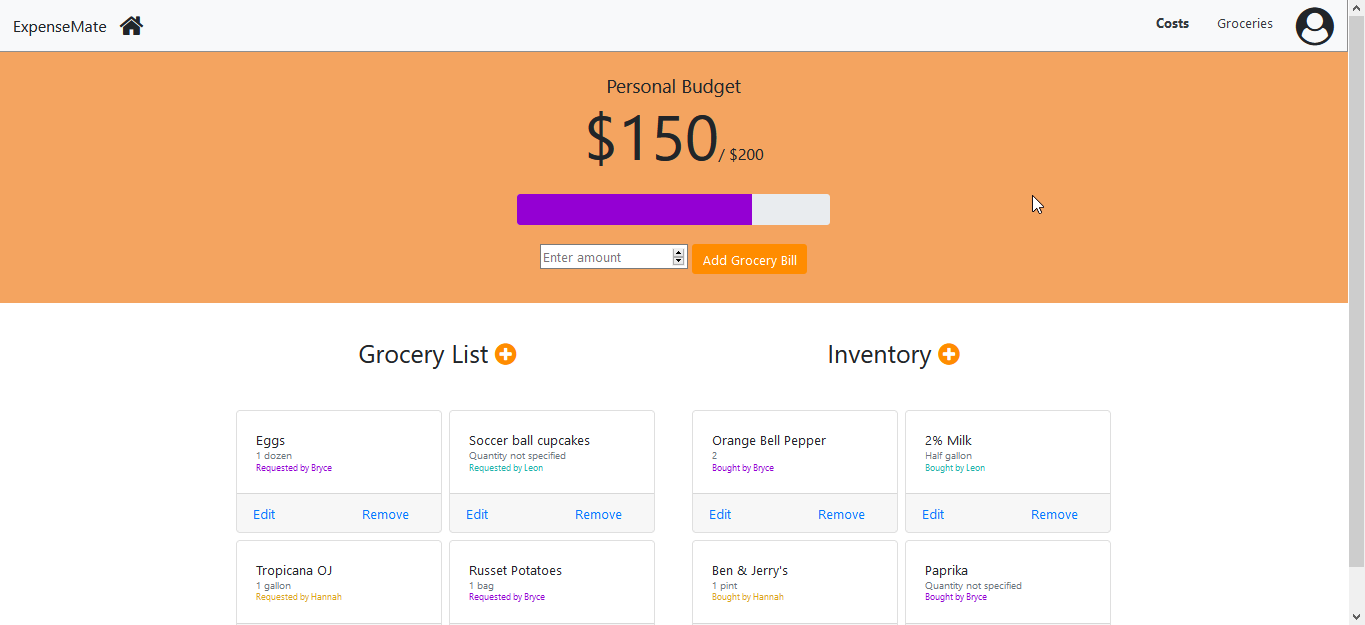 ExpenseMate
Costs
Groceries
Personal Budget
$150/ $200
Enter amount
Add Grocery Bill
Grocery List
Eggs
1 dozen
Requested by Bryce
Edit
Remove
Soccer ball cupcakes
Quantity not specified
Requested by Leon
Edit
Remove
Tropicana OJ
1 gallon
Requested by Hannah
Russet Potatoes
1 bag
Requested by Bryce
Inventory
Orange Bell Pepper
2
Bought by Bryce
Edit
Remove
2% Milk
Half gallon
Bought by Leon
Edit
Remove
Ben & Jerry's
1 pint
Bought by Hannah
Paprika
Quantity not specified
Bought by Bryce